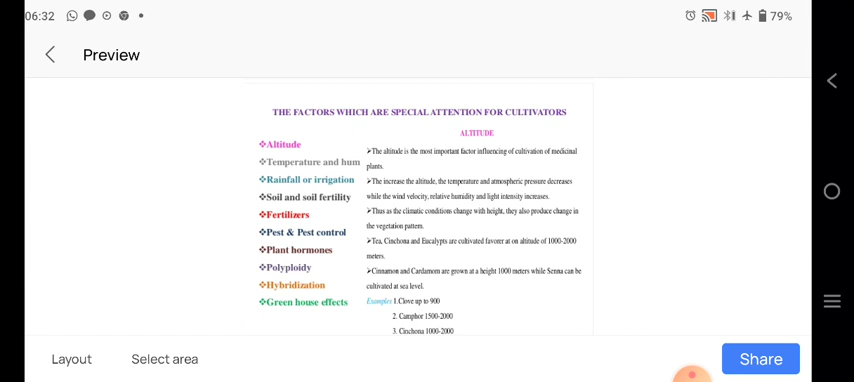 06:32
79%
Preview
THE FACTORS WHICH ARE SPECIAL ATTENTION FOR CULTIVATORS
❖Altitude
❖Temperature and hum
❖Rainfall or irrigation
❖Soil and soil fertility
❖Fertilizers
❖Pest & Pest control
❖Plant hormones
❖Polyploidy
❖Hybridization
❖Green house effects
ALTITUDE
➢The altitude is the most important factor influencing of cultivation of medicinal
plants.
➢The increase the altitude, the temperature and atmospheric pressure decreases
while the wind velocity, relative humidity and light intensity increases.
➢Thus as the climatic conditions change with height, they also produce change in
the vegetation pattern.
➢Tea, Cinchona and Eucalypts are cultivated favorer at on altitude of 1000-2000
meters.
➢Cinnamon and Cardamom are grown at a height 1000 meters while Senna can be
cultivated at sea level.
Examples 1.Clove up to 900
2. Camphor 1500-2000
3. Cinchona 1000-2000
Layout
Select area
Share